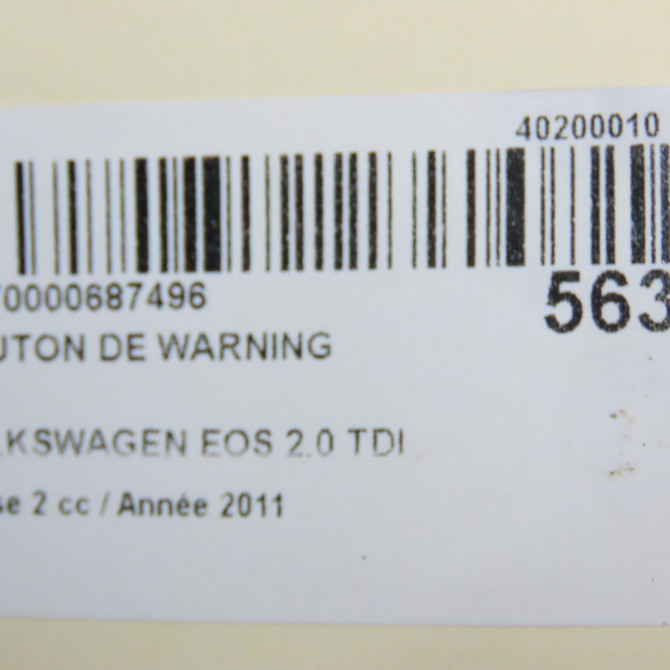 40200010
70000687496
563
UTON DE WARNING
LKSWAGEN EOS 2.0 TDI
se 2 cc / Année 2011